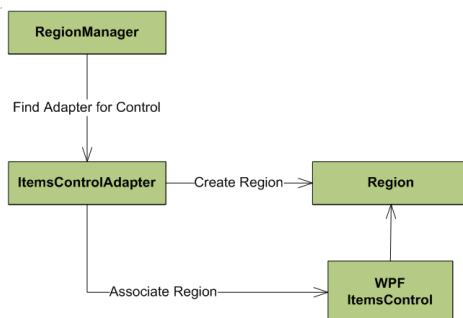 RegionManager
Find Adapter for Control
ItemsControlAdapter
Create Region
Region
Associate Region
WPF
ItemsControl